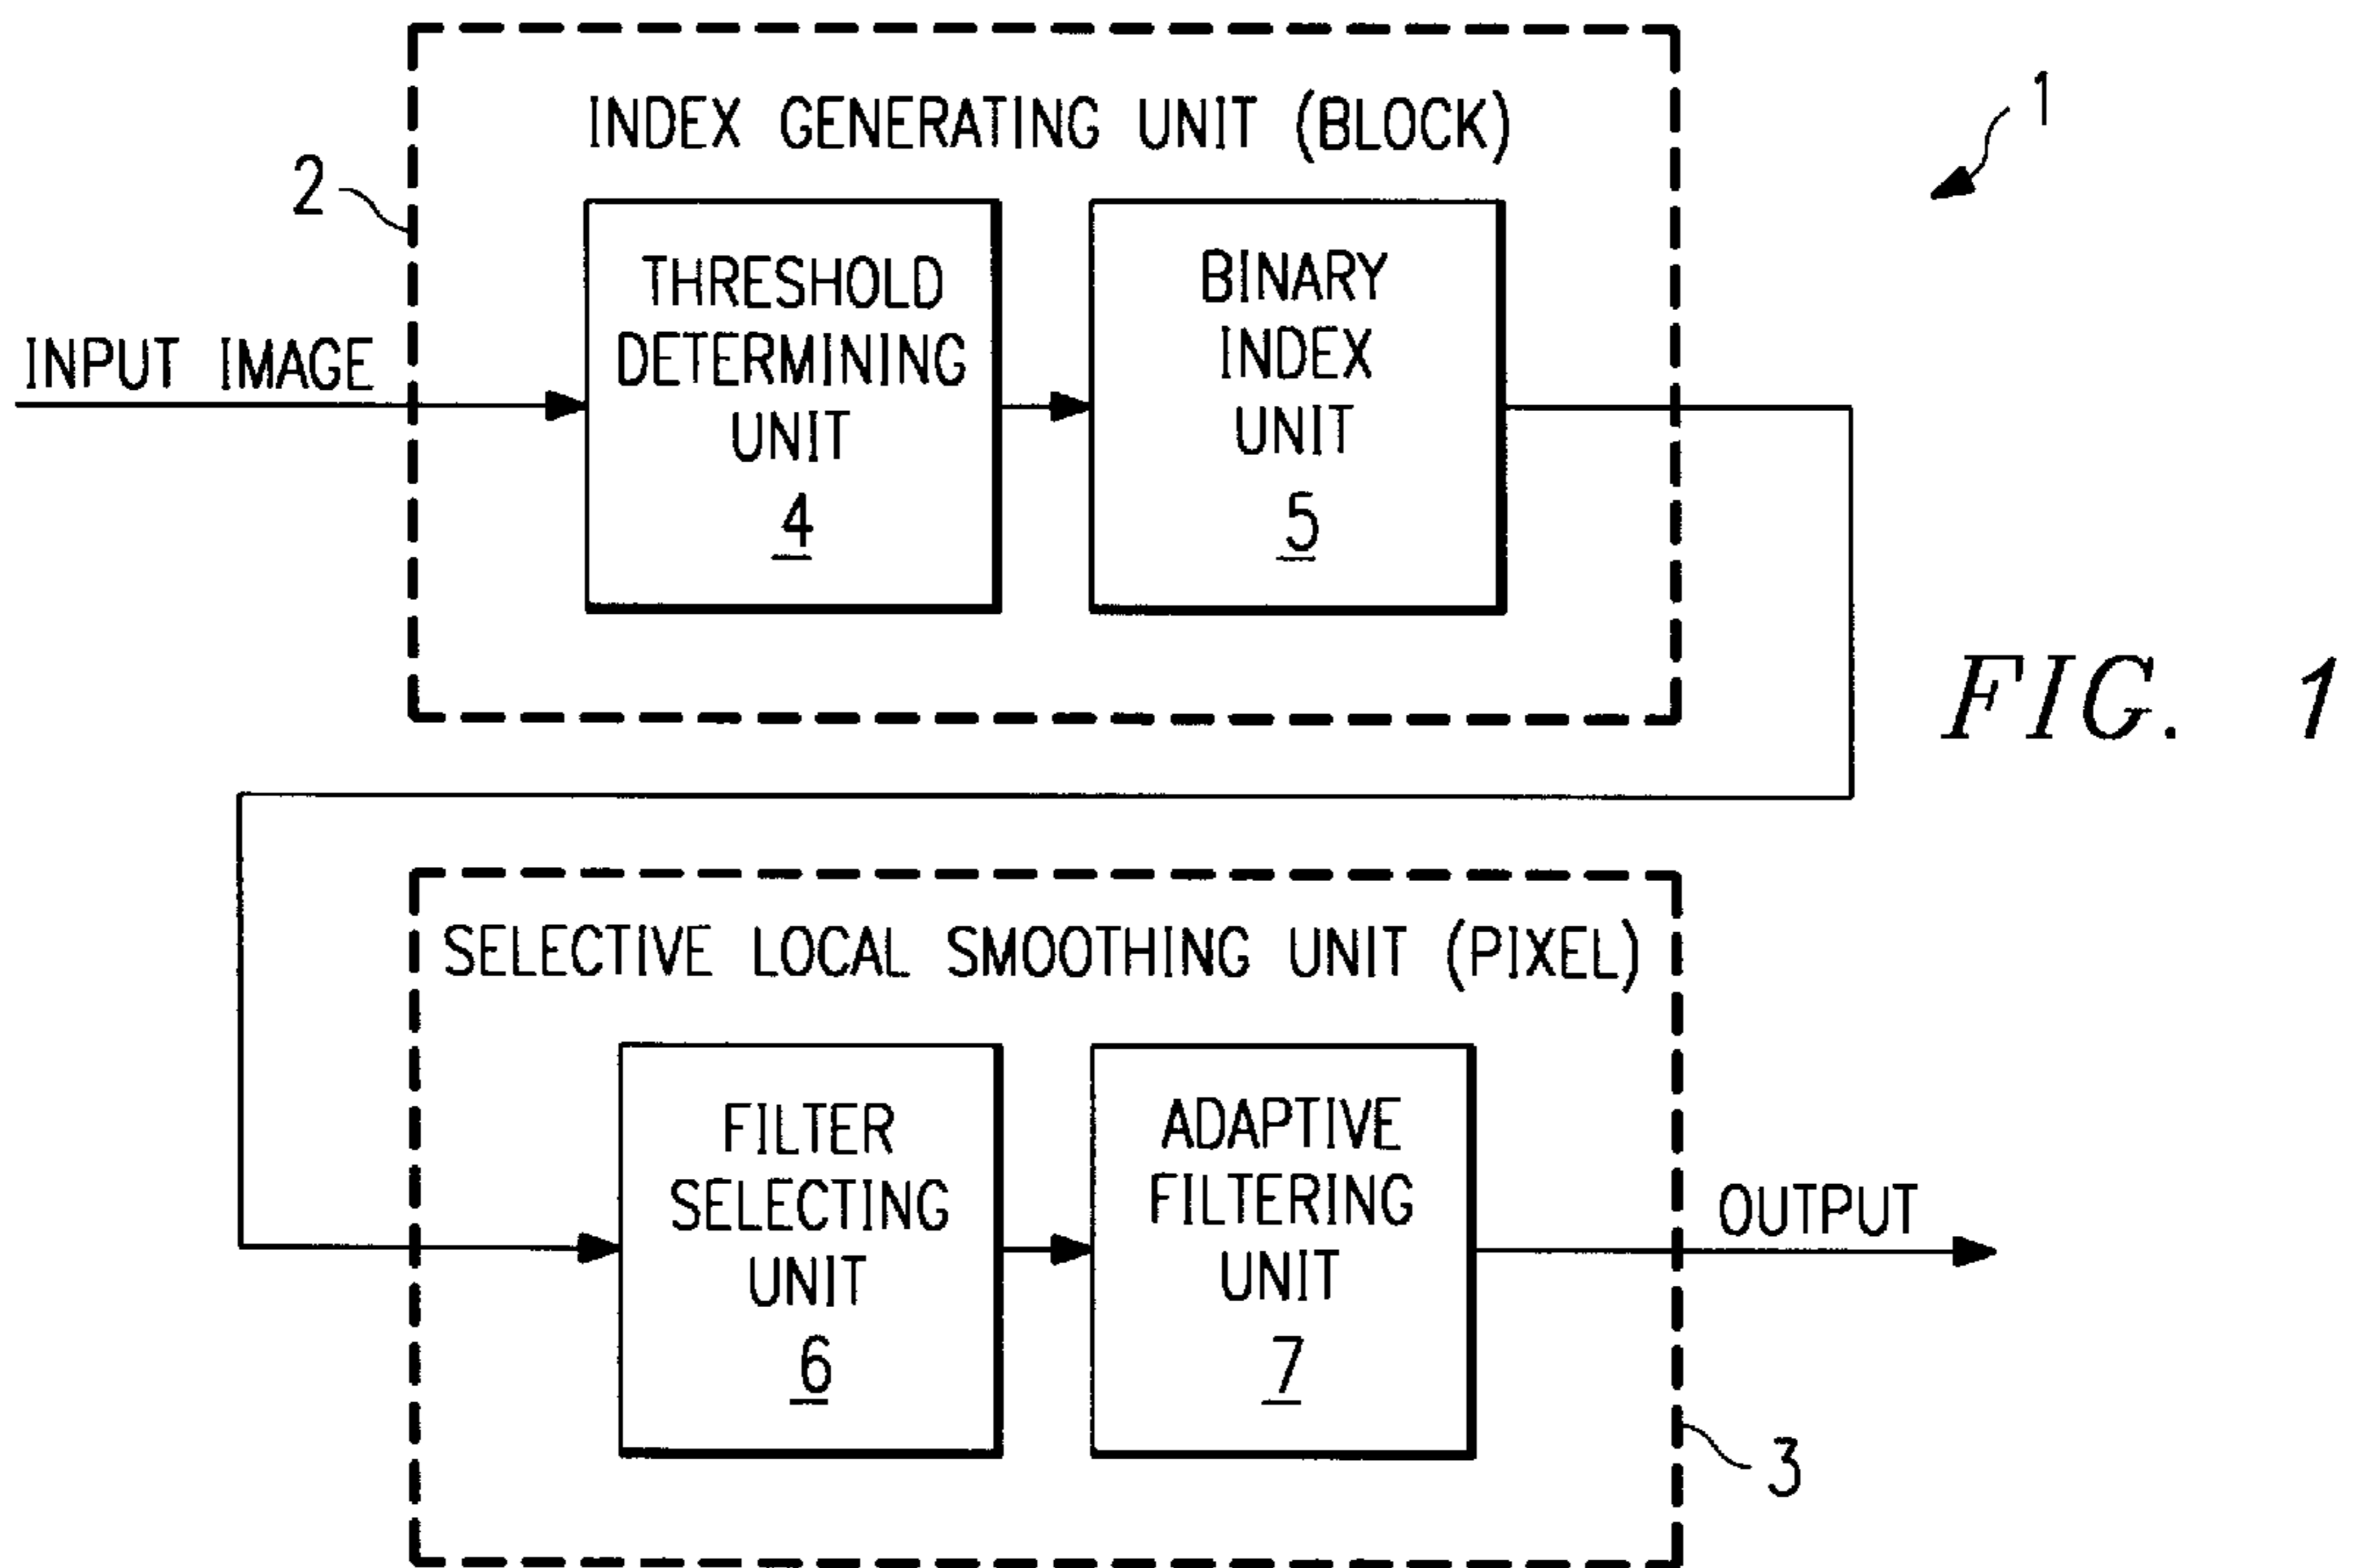 INDEX GENERATING UNIT (BLOCK)
1
2
THRESHOLD
DETERMINING
UNIT
4
BINARY
INDEX
UNIT
5
INPUT IMAGE
FIG. 1
SELECTIVE LOCAL SMOOTHING UNIT (PIXEL)
FILTER
SELECTING
UNIT
6
ADAPTIVE
FILTERING
UNIT
7
OUTPUT
3